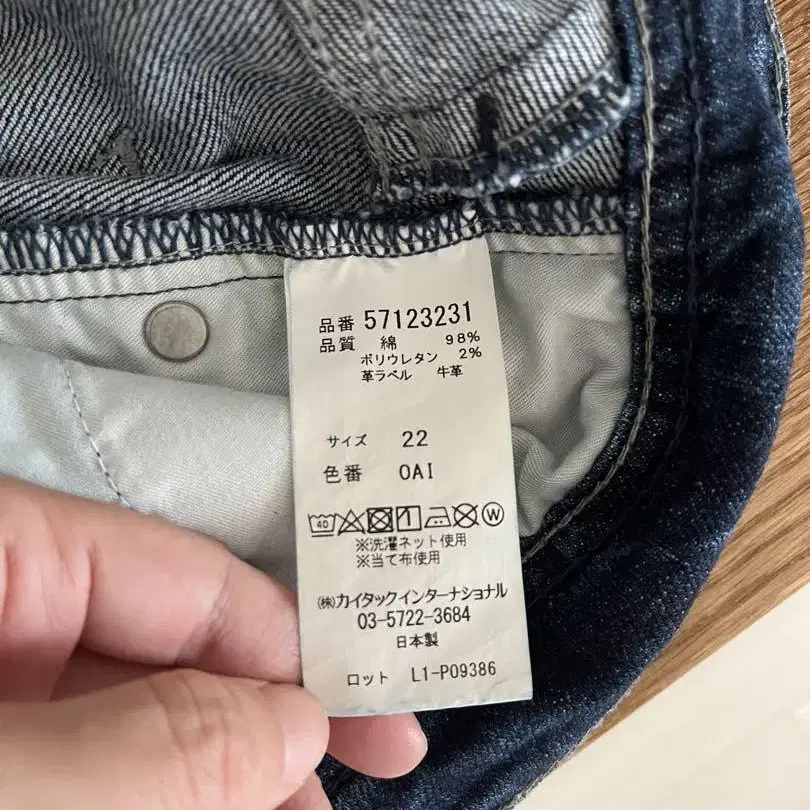 品番 57123231
品質 綿 98%
ポリウレタン 2%
革ラベル 牛革
サイズ 22
色番 OAI
40 W
※洗濯ネット使用
※当て布使用
㈱カイタックインターナショナル
03-5722-3684
日本製
ロット L1-P09386